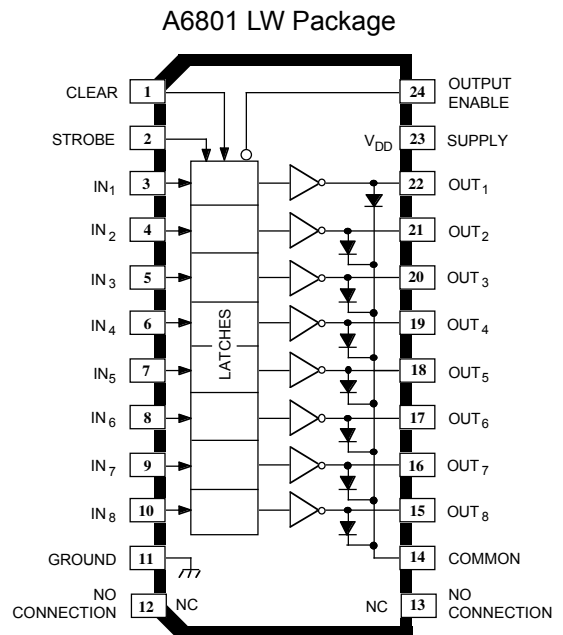 A6801 LW Package
CLEAR 1 24 OUTPUT ENABLE
STROBE 2 V_DD 23 SUPPLY
IN₁ 3 22 OUT₁
IN₂ 4 21 OUT₂
IN₃ 5 20 OUT₃
IN₄ 6 19 OUT₄
LATCHES
IN₅ 7 18 OUT₅
IN₆ 8 17 OUT₆
IN₇ 9 16 OUT₇
IN₈ 10 15 OUT₈
GROUND 11 14 COMMON
NO CONNECTION 12 NC NC 13 NO CONNECTION